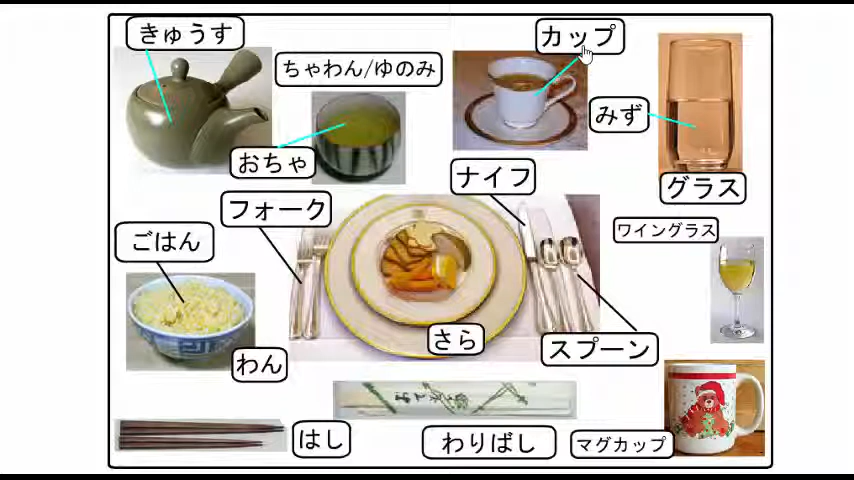 きゅうす
カップ
ちゃわん/ゆのみ
みず
おちゃ
ナイフ
グラス
フォーク
ワイングラス
ごはん
さら
スプーン
わん
はし
わりばし
マグカップ